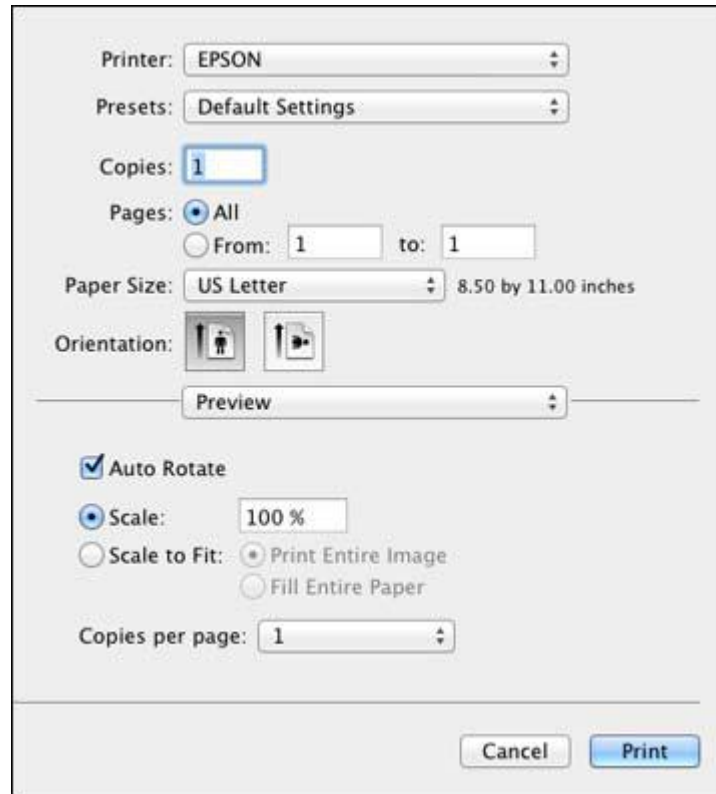 Printer: EPSON
Presets: Default Settings
Copies: 1
Pages: All
From: 1 to: 1
Paper Size: US Letter 8.50 by 11.00 inches
Orientation:
Preview
Auto Rotate
Scale: 100 %
Scale to Fit: Print Entire Image
Fill Entire Paper
Copies per page: 1
Cancel Print